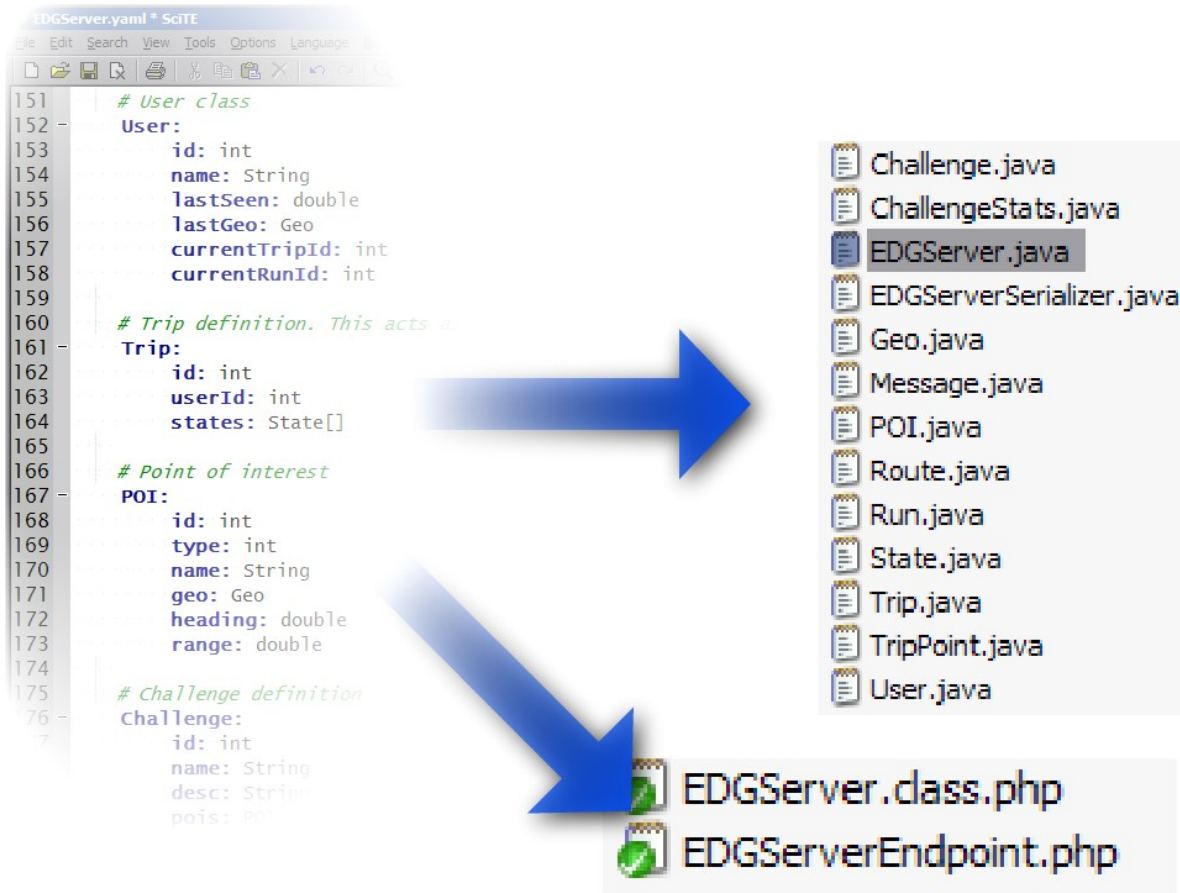 EDGServer.yaml * SciTE
File Edit Search View Tools Options Language
151 # User class
152 User:
153 id: int
154 name: String
155 lastSeen: double
156 lastGeo: Geo
157 currentTripId: int
158 currentRunId: int
159
160 # Trip definition. This acts a
161 Trip:
162 id: int
163 userId: int
164 states: State[]
165
166 # Point of interest
167 POI:
168 id: int
169 type: int
170 name: String
171 geo: Geo
172 heading: double
173 range: double
174
175 # Challenge definition
176 Challenge:
177 id: int
name: String
desc: String
pois: POI
Challenge.java
ChallengeStats.java
EDGServer.java
EDGServerSerializer.java
Geo.java
Message.java
POI.java
Route.java
Run.java
State.java
Trip.java
TripPoint.java
User.java
EDGServer.class.php
EDGServerEndpoint.php